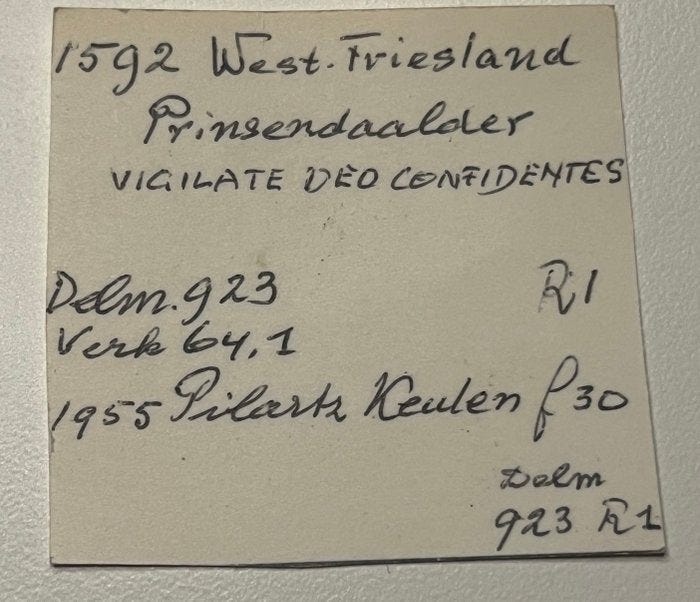 1592 West. Friesland
Prinsendaalder
VIGILATE DEO CONFIDENTES
Delm. 923 R1
Verk 64,1
1955 Pilartz Keulen f 30
Delm
923 R1